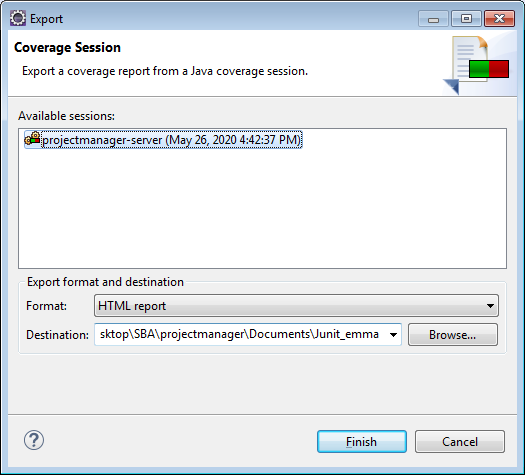 Export
Coverage Session
Export a coverage report from a Java coverage session.
Available sessions:
projectmanager-server (May 26, 2020 4:42:37 PM)
Export format and destination
Format: HTML report
Destination: sktop\SBA\projectmanager\Documents\Junit_emma Browse...
? Finish Cancel